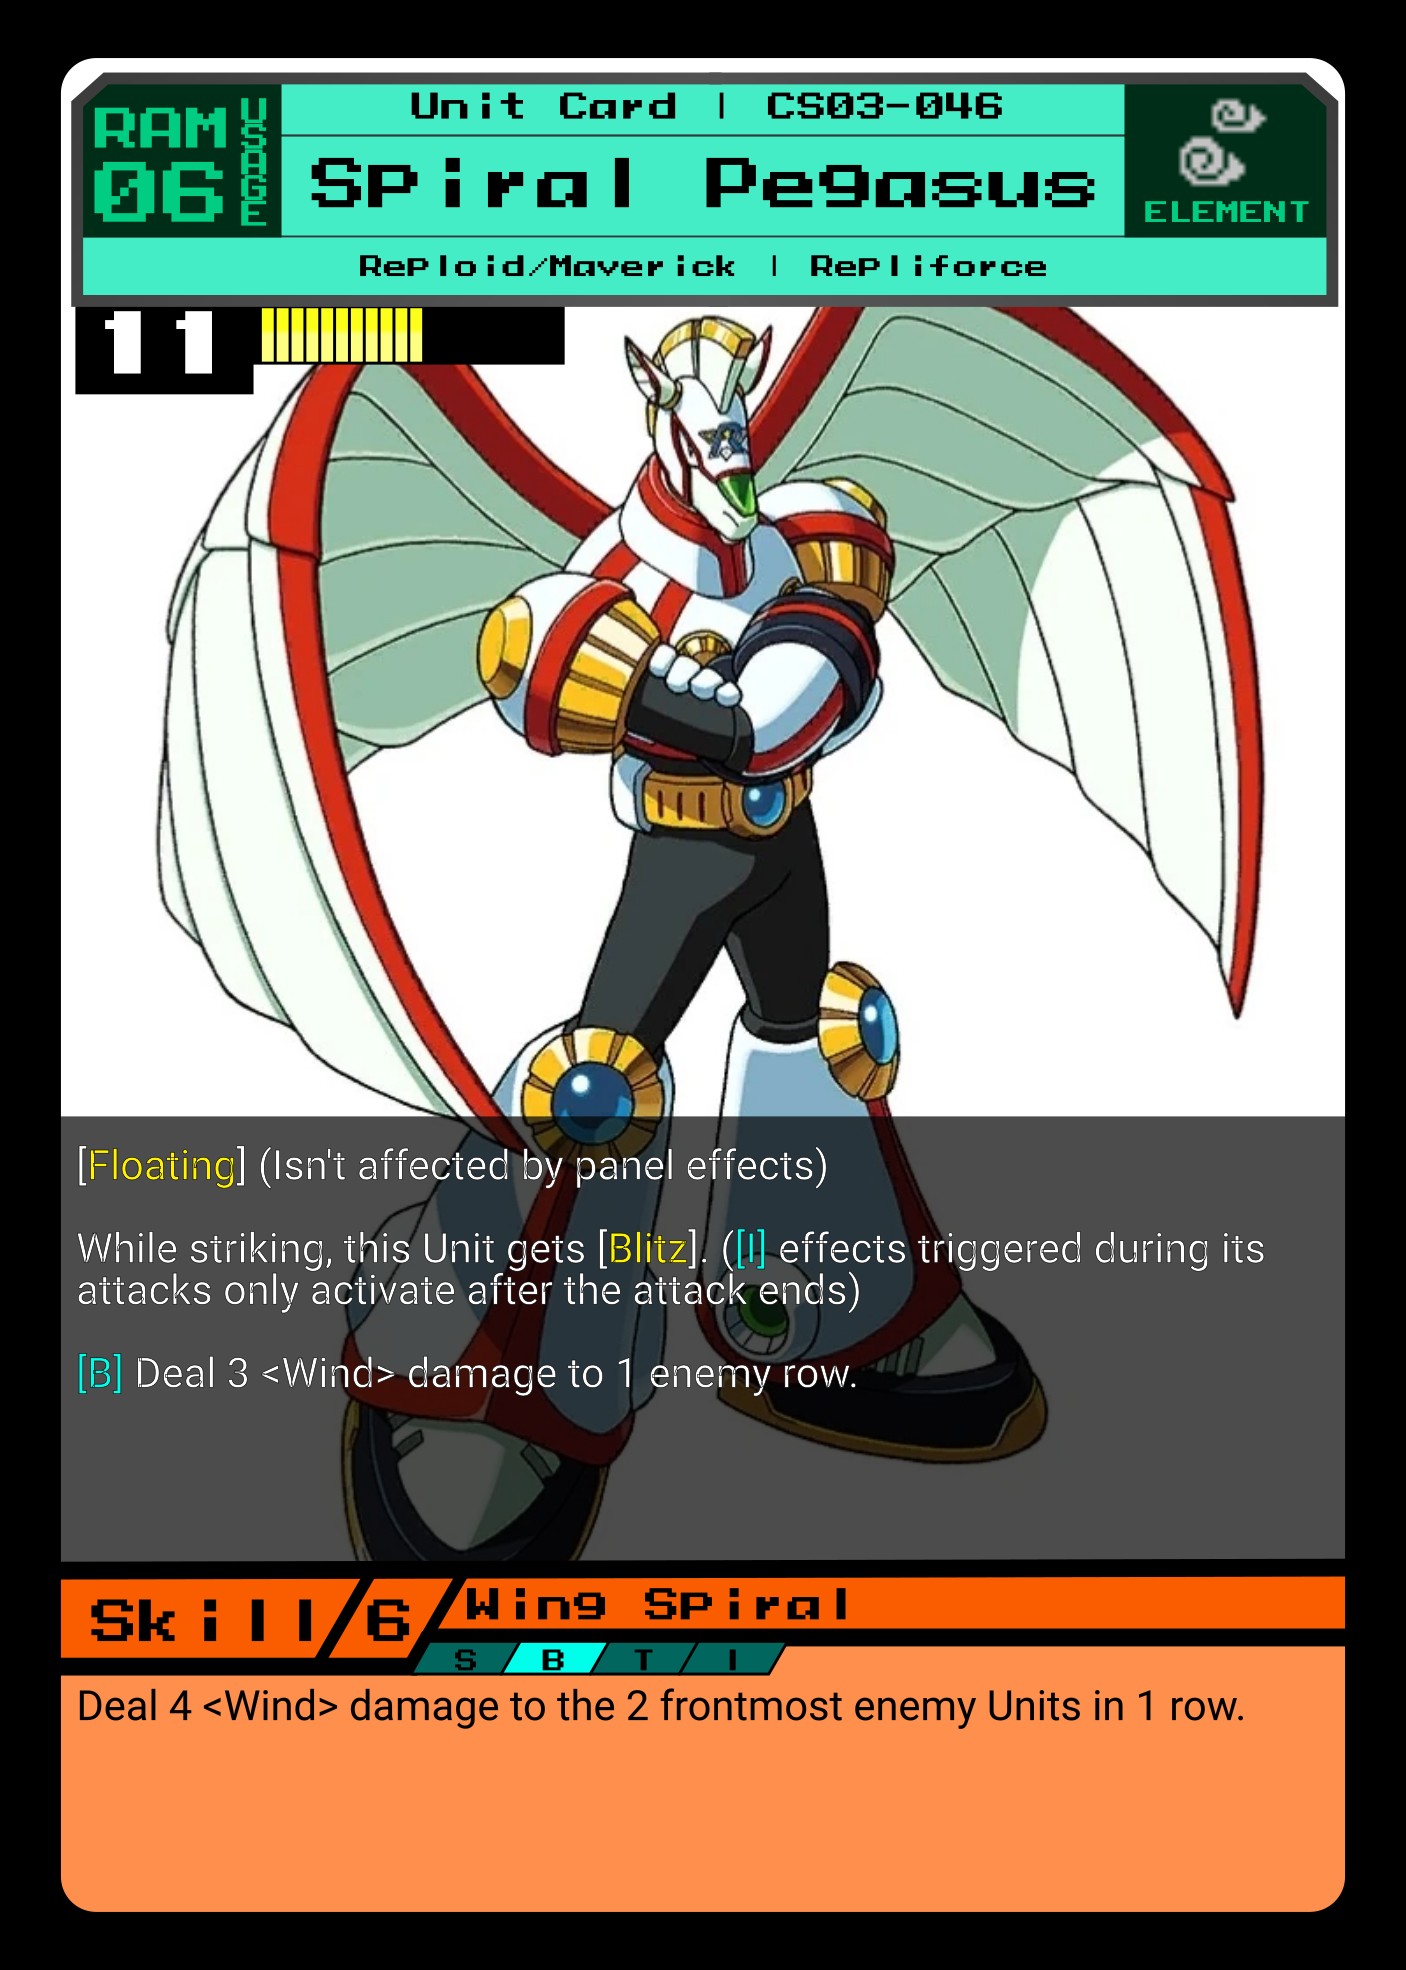 Unit Card | CS03-046
RAM 06 USAGE
Spiral Pegasus
ELEMENT
Reploid/Maverick | Repliforce
11
[Floating] (Isn't affected by panel effects)
While striking, this Unit gets [Blitz]. ([I] effects triggered during its
attacks only activate after the attack ends)
[B] Deal 3 <Wind> damage to 1 enemy row.
Skill/6 Wing Spiral
S B T I
Deal 4 <Wind> damage to the 2 frontmost enemy Units in 1 row.